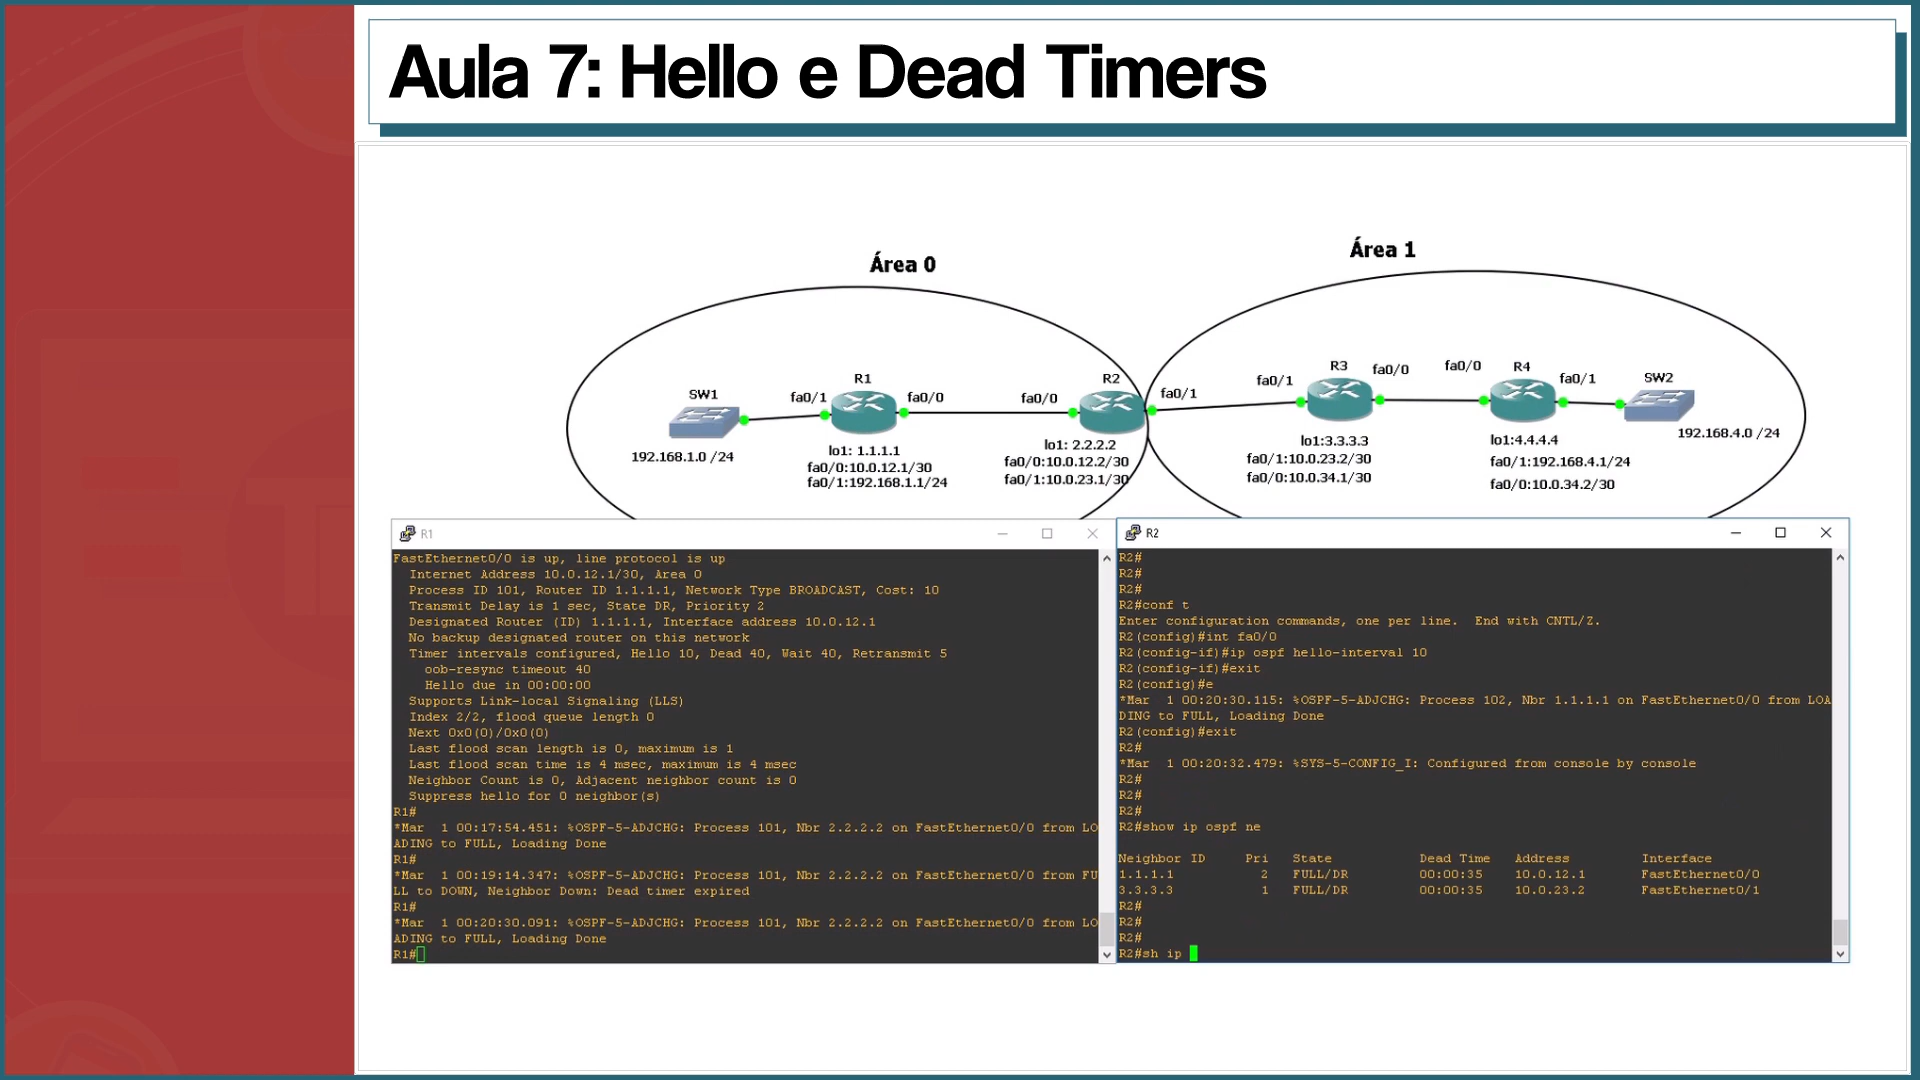 Aula 7: Hello e Dead Timers
Área 0
Área 1
SW1
192.168.1.0 /24
fa0/1
R1
fa0/0
lo1: 1.1.1.1
fa0/0:10.0.12.1/30
fa0/1:192.168.1.1/24
fa0/0
R2
fa0/1
lo1: 2.2.2.2
fa0/0:10.0.12.2/30
fa0/1:10.0.23.1/30
fa0/1
R3
fa0/0
lo1:3.3.3.3
fa0/1:10.0.23.2/30
fa0/0:10.0.34.1/30
fa0/0
R4
fa0/1
lo1:4.4.4.4
fa0/1:192.168.4.1/24
fa0/0:10.0.34.2/30
SW2
192.168.4.0 /24
R1
FastEthernet0/0 is up, line protocol is up
Internet Address 10.0.12.1/30, Area 0
Process ID 101, Router ID 1.1.1.1, Network Type BROADCAST, Cost: 10
Transmit Delay is 1 sec, State DR, Priority 2
Designated Router (ID) 1.1.1.1, Interface address 10.0.12.1
No backup designated router on this network
Timer intervals configured, Hello 10, Dead 40, Wait 40, Retransmit 5
oob-resync timeout 40
Hello due in 00:00:00
Supports Link-local Signaling (LLS)
Index 2/2, flood queue length 0
Next 0x0(0)/0x0(0)
Last flood scan length is 0, maximum is 1
Last flood scan time is 4 msec, maximum is 4 msec
Neighbor Count is 0, Adjacent neighbor count is 0
Suppress hello for 0 neighbor(s)
R1#
*Mar  1 00:17:54.451: %OSPF-5-ADJCHG: Process 101, Nbr 2.2.2.2 on FastEthernet0/0 from LO
ADING to FULL, Loading Done
R1#
*Mar  1 00:19:14.347: %OSPF-5-ADJCHG: Process 101, Nbr 2.2.2.2 on FastEthernet0/0 from FU
LL to DOWN, Neighbor Down: Dead timer expired
R1#
*Mar  1 00:20:30.091: %OSPF-5-ADJCHG: Process 101, Nbr 2.2.2.2 on FastEthernet0/0 from LO
ADING to FULL, Loading Done
R1#
R2
R2#
R2#
R2#
R2#conf t
Enter configuration commands, one per line.  End with CNTL/Z.
R2(config)#int fa0/0
R2(config-if)#ip ospf hello-interval 10
R2(config-if)#exit
R2(config)#e
*Mar  1 00:20:30.115: %OSPF-5-ADJCHG: Process 102, Nbr 1.1.1.1 on FastEthernet0/0 from LOA
DING to FULL, Loading Done
R2(config)#exit
R2#
*Mar  1 00:20:32.479: %SYS-5-CONFIG_I: Configured from console by console
R2#
R2#
R2#
R2#show ip ospf ne
Neighbor ID Pri State Dead Time Address Interface
1.1.1.1 2 FULL/DR 00:00:35 10.0.12.1 FastEthernet0/0
3.3.3.3 1 FULL/DR 00:00:35 10.0.23.2 FastEthernet0/1
R2#
R2#
R2#
R2#sh ip